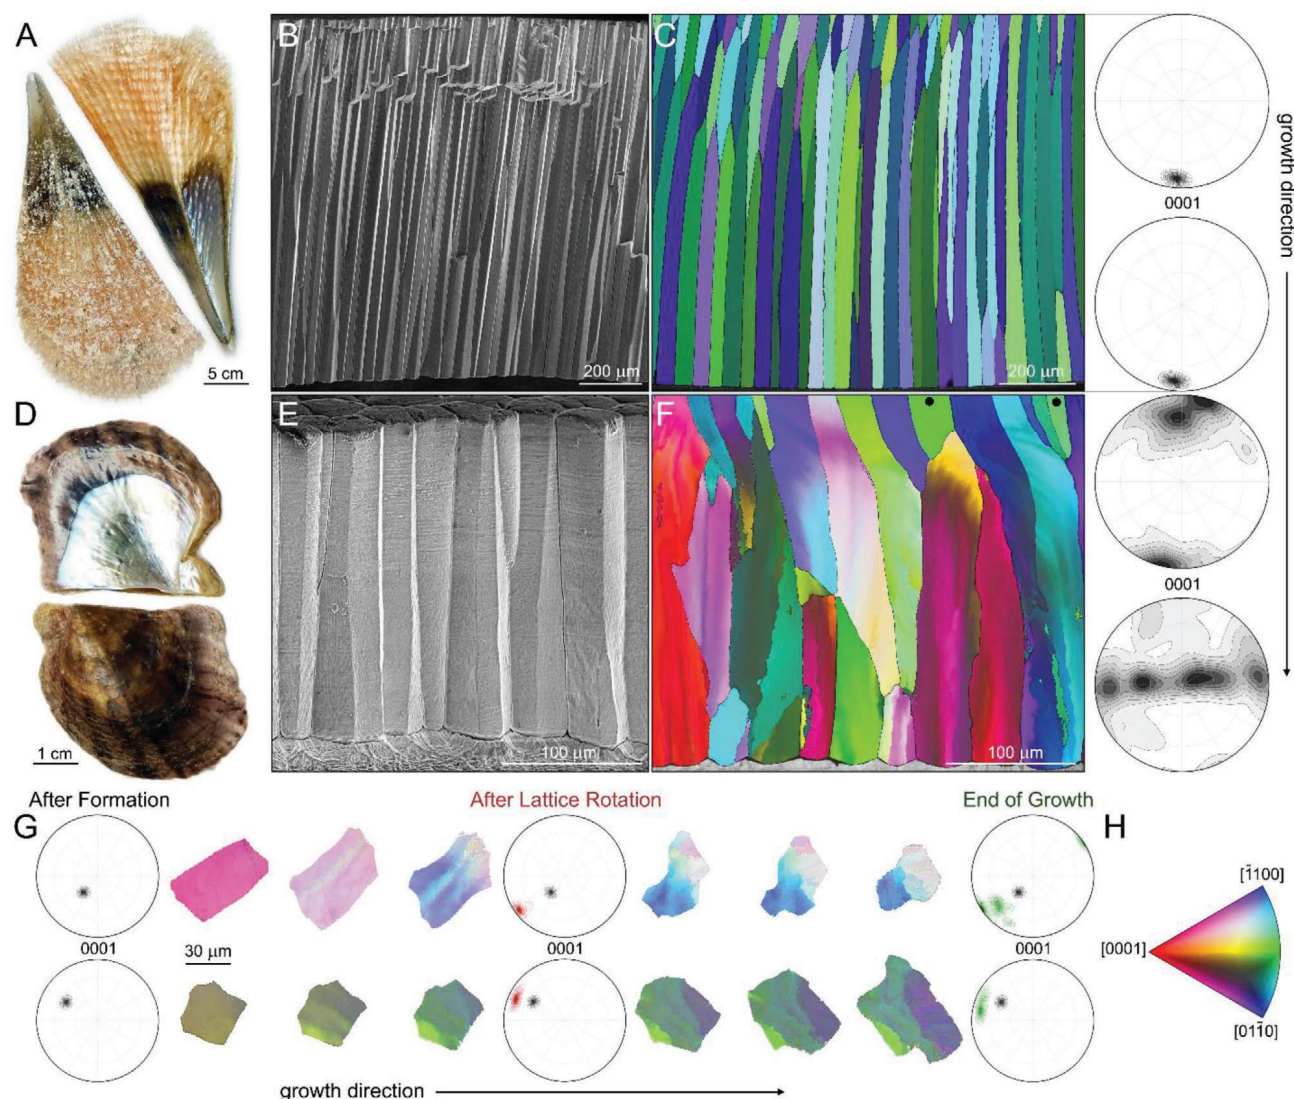 A
B
C
growth direction
0001
5 cm
200 μm
200 μm
D
E
F
0001
1 cm
100 μm
100 μm
After Formation
After Lattice Rotation
End of Growth
G
H
[1̄100]
[0001]
0001
30 μm
0001
0001
[011̄0]
growth direction